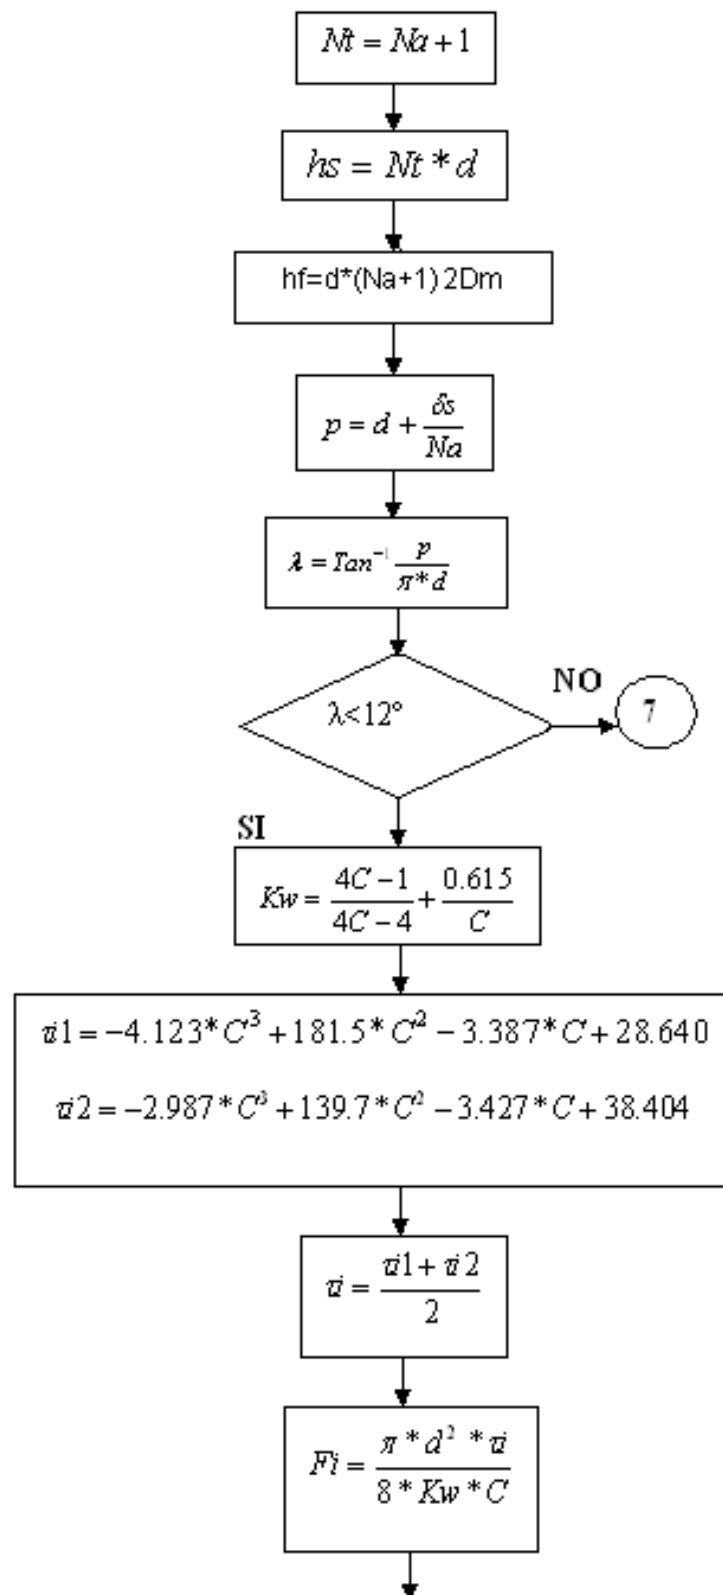 Nt = Na + 1
hs = Nt * d
hf=d*(Na+1) 2Dm
p = d + δs/Na
λ = Tan⁻¹ p/π*d
λ<12º
NO
7
SI
Kw = 4C − 1/4C − 4 + 0.615/C
τi1 = −4.123* C³ + 181.5* C² − 3.387* C + 28.640
τi2 = −2.987* C³ + 139.7* C² − 3.427* C + 38.404
τi = τi1 + τi2/2
Fi = π * d² * τi/8 * Kw * C